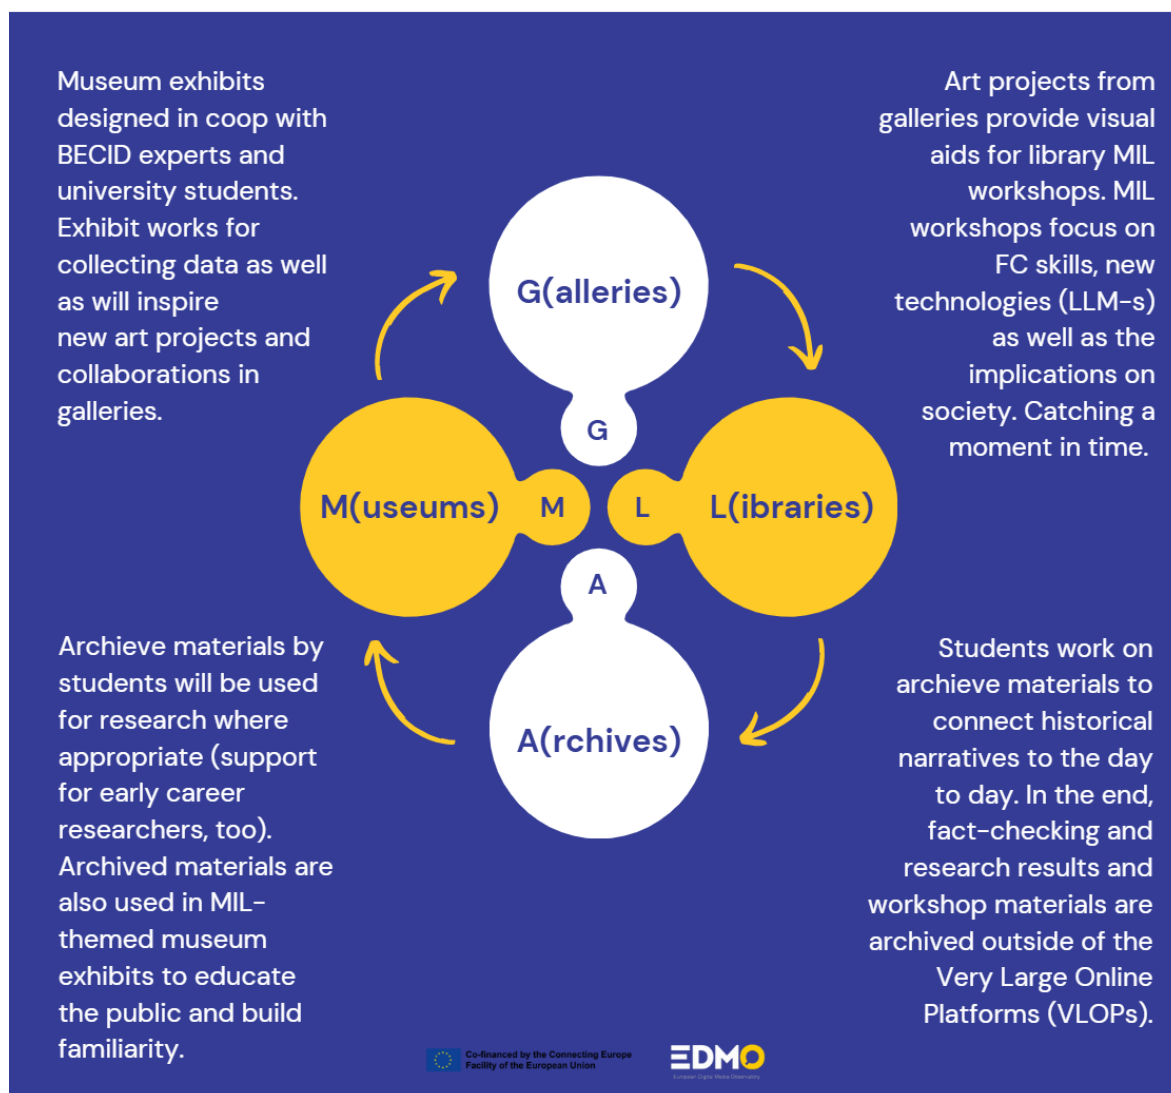 Museum exhibits
designed in coop with
BECID experts and
university students.
Exhibit works for
collecting data as well
as will inspire
new art projects and
collaborations in
galleries.
Art projects from
galleries provide visual
aids for library MIL
workshops. MIL
workshops focus on
FC skills, new
technologies (LLM-s)
as well as the
implications on
society. Catching a
moment in time.
G(alleries)
G
M(useums)
M
L
L(ibraries)
A
A(rchives)
Archieve materials by
students will be used
for research where
appropriate (support
for early career
researchers, too).
Archived materials are
also used in MIL-
themed museum
exhibits to educate
the public and build
familiarity.
Students work on
archieve materials to
connect historical
narratives to the day
to day. In the end,
fact-checking and
research results and
workshop materials are
archived outside of the
Very Large Online
Platforms (VLOPs).
Co-financed by the Connecting Europe
Facility of the European Union
EDMO
European Digital Media Observatory